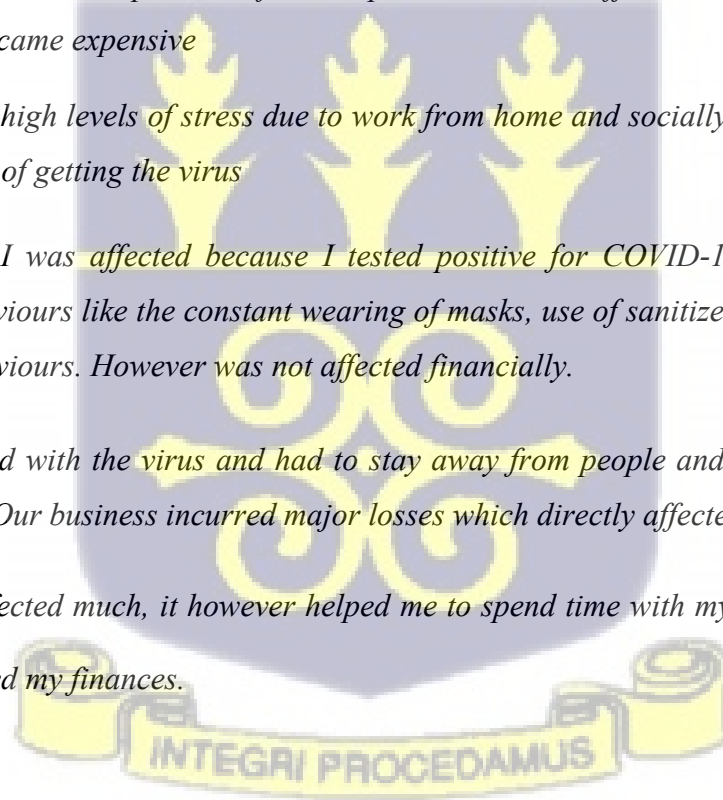 came expensive
high levels of stress due to work from home and socially
of getting the virus
I was affected because I tested positive for COVID-1
viours like the constant wearing of masks, use of sanitize
viours. However was not affected financially.
d with the virus and had to stay away from people and
Our business incurred major losses which directly affecte
fected much, it however helped me to spend time with my
ed my finances.
INTEGRI PROCEDAMUS